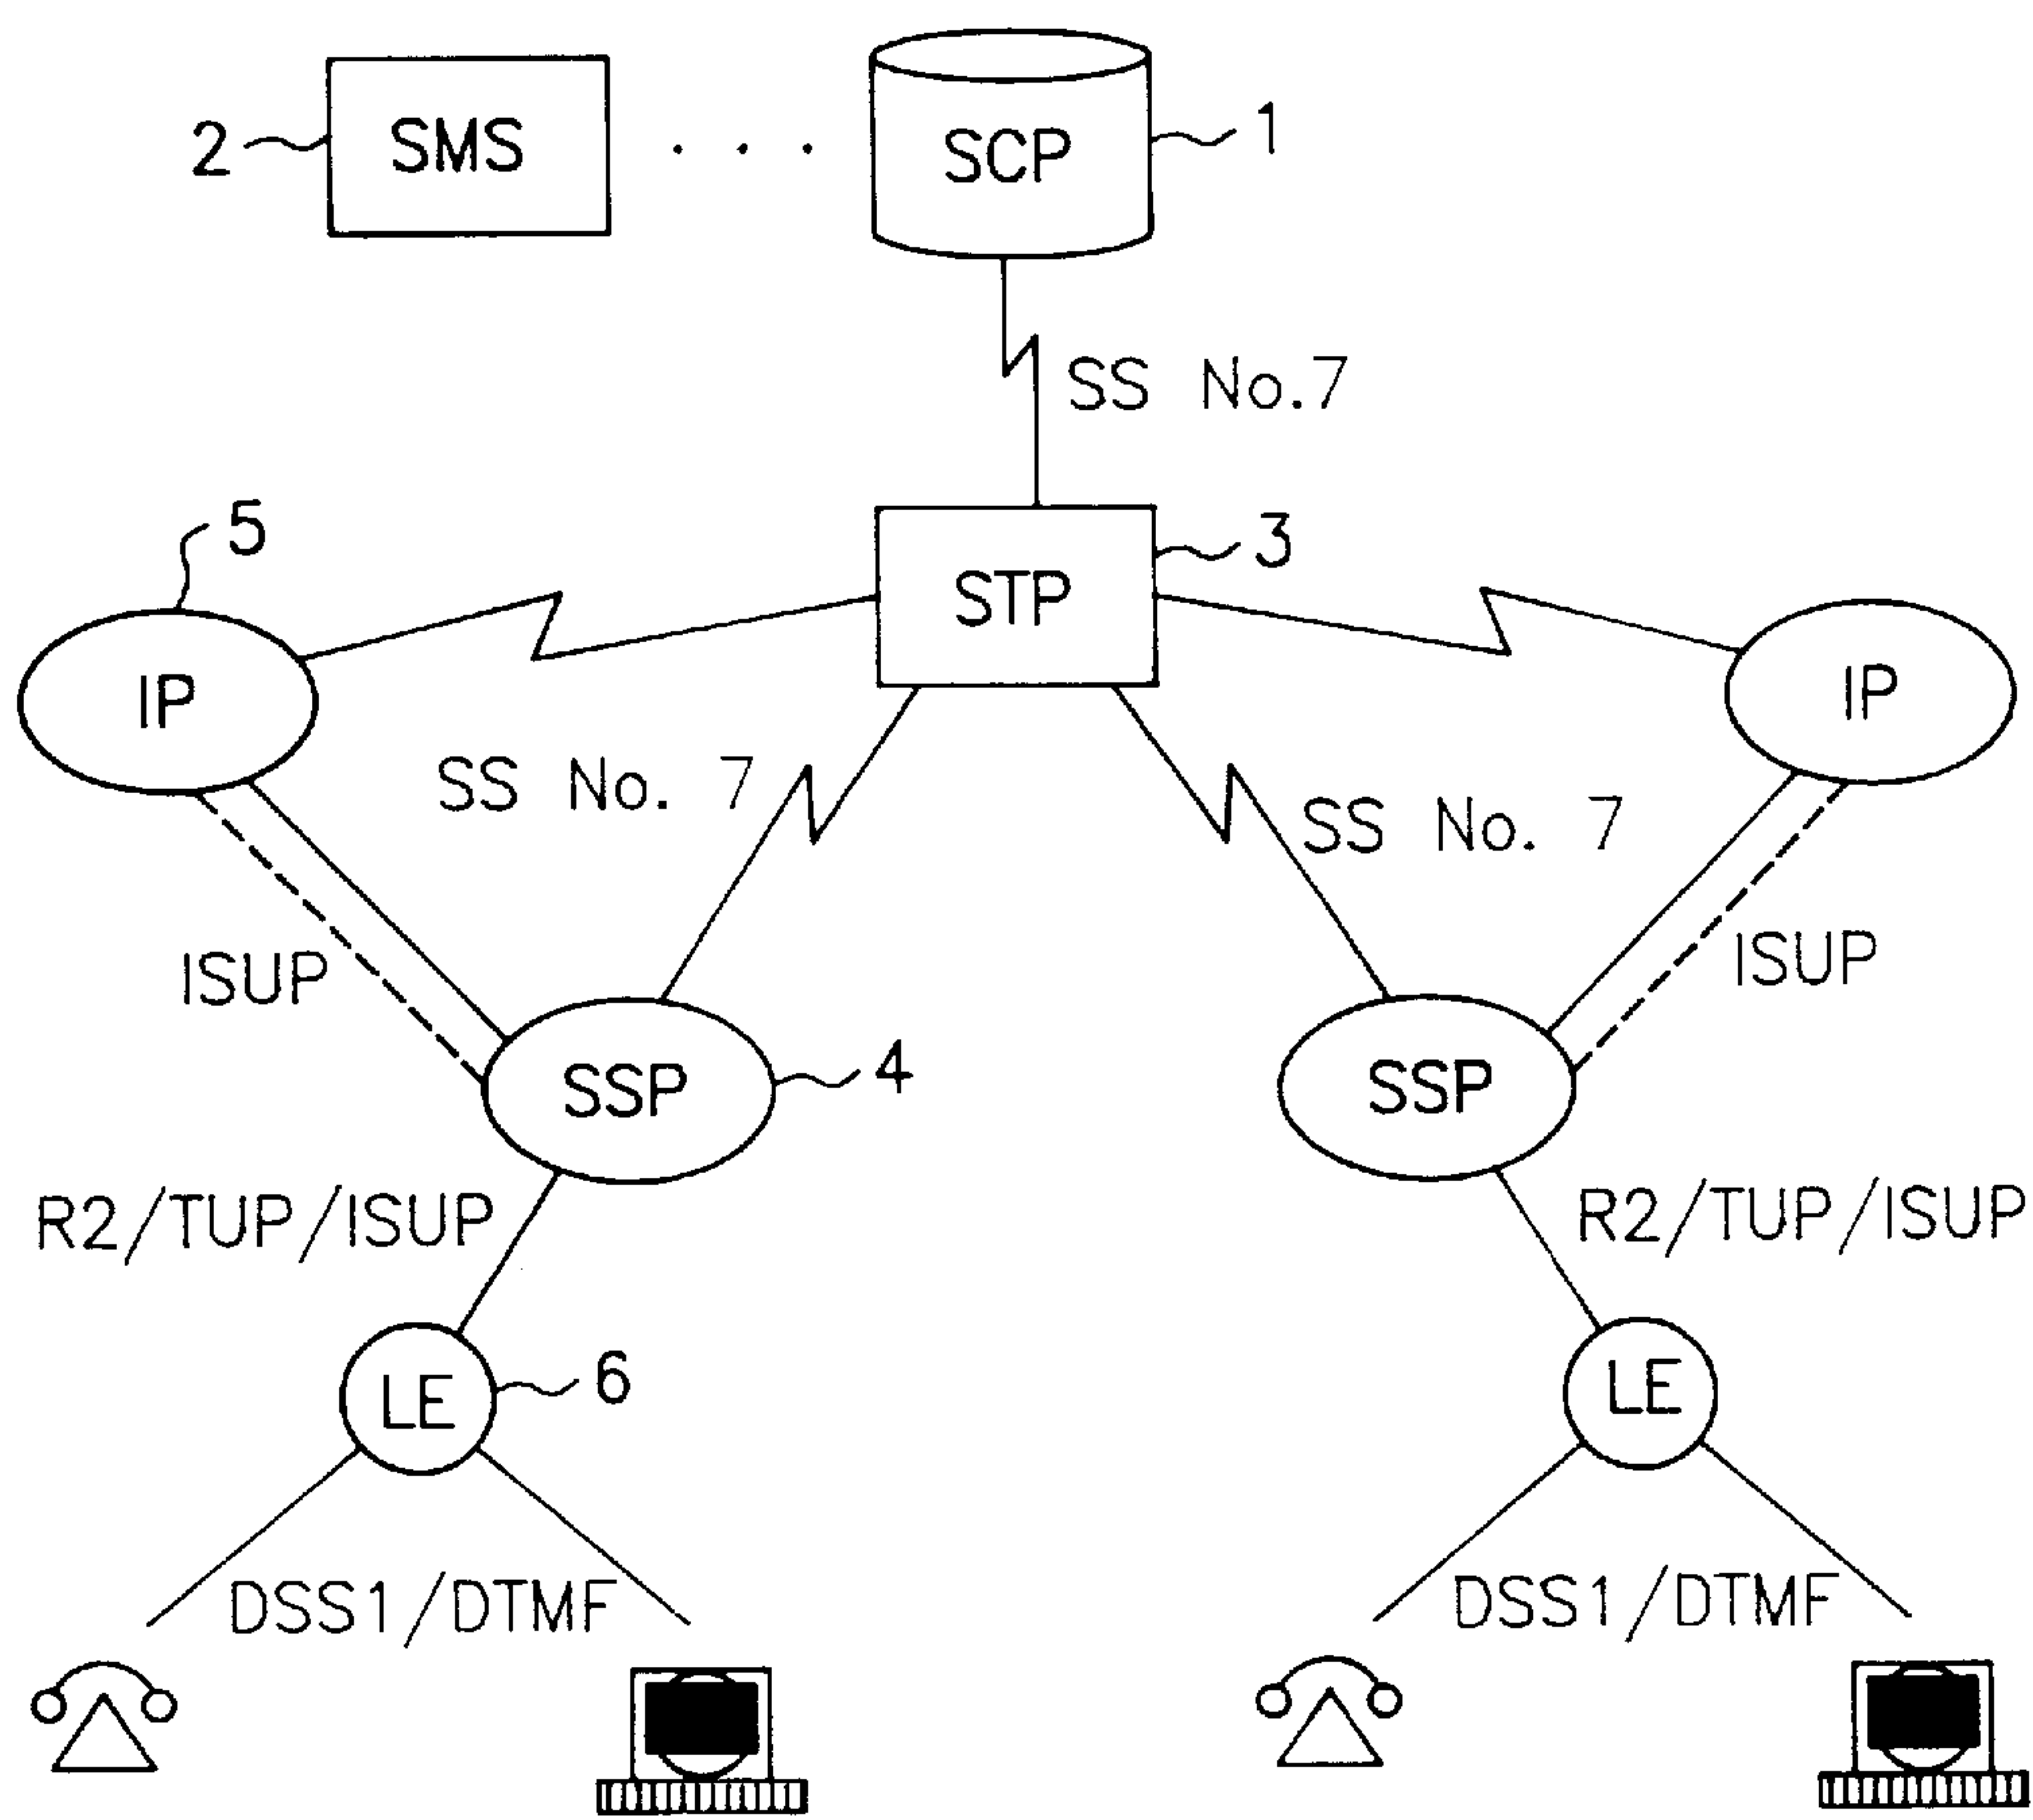 2
SMS
SCP
1
SS No.7
5
STP
3
IP
IP
SS No. 7
SS No. 7
ISUP
ISUP
SSP
4
SSP
R2/TUP/ISUP
R2/TUP/ISUP
LE
6
LE
DSS1/DTMF
DSS1/DTMF